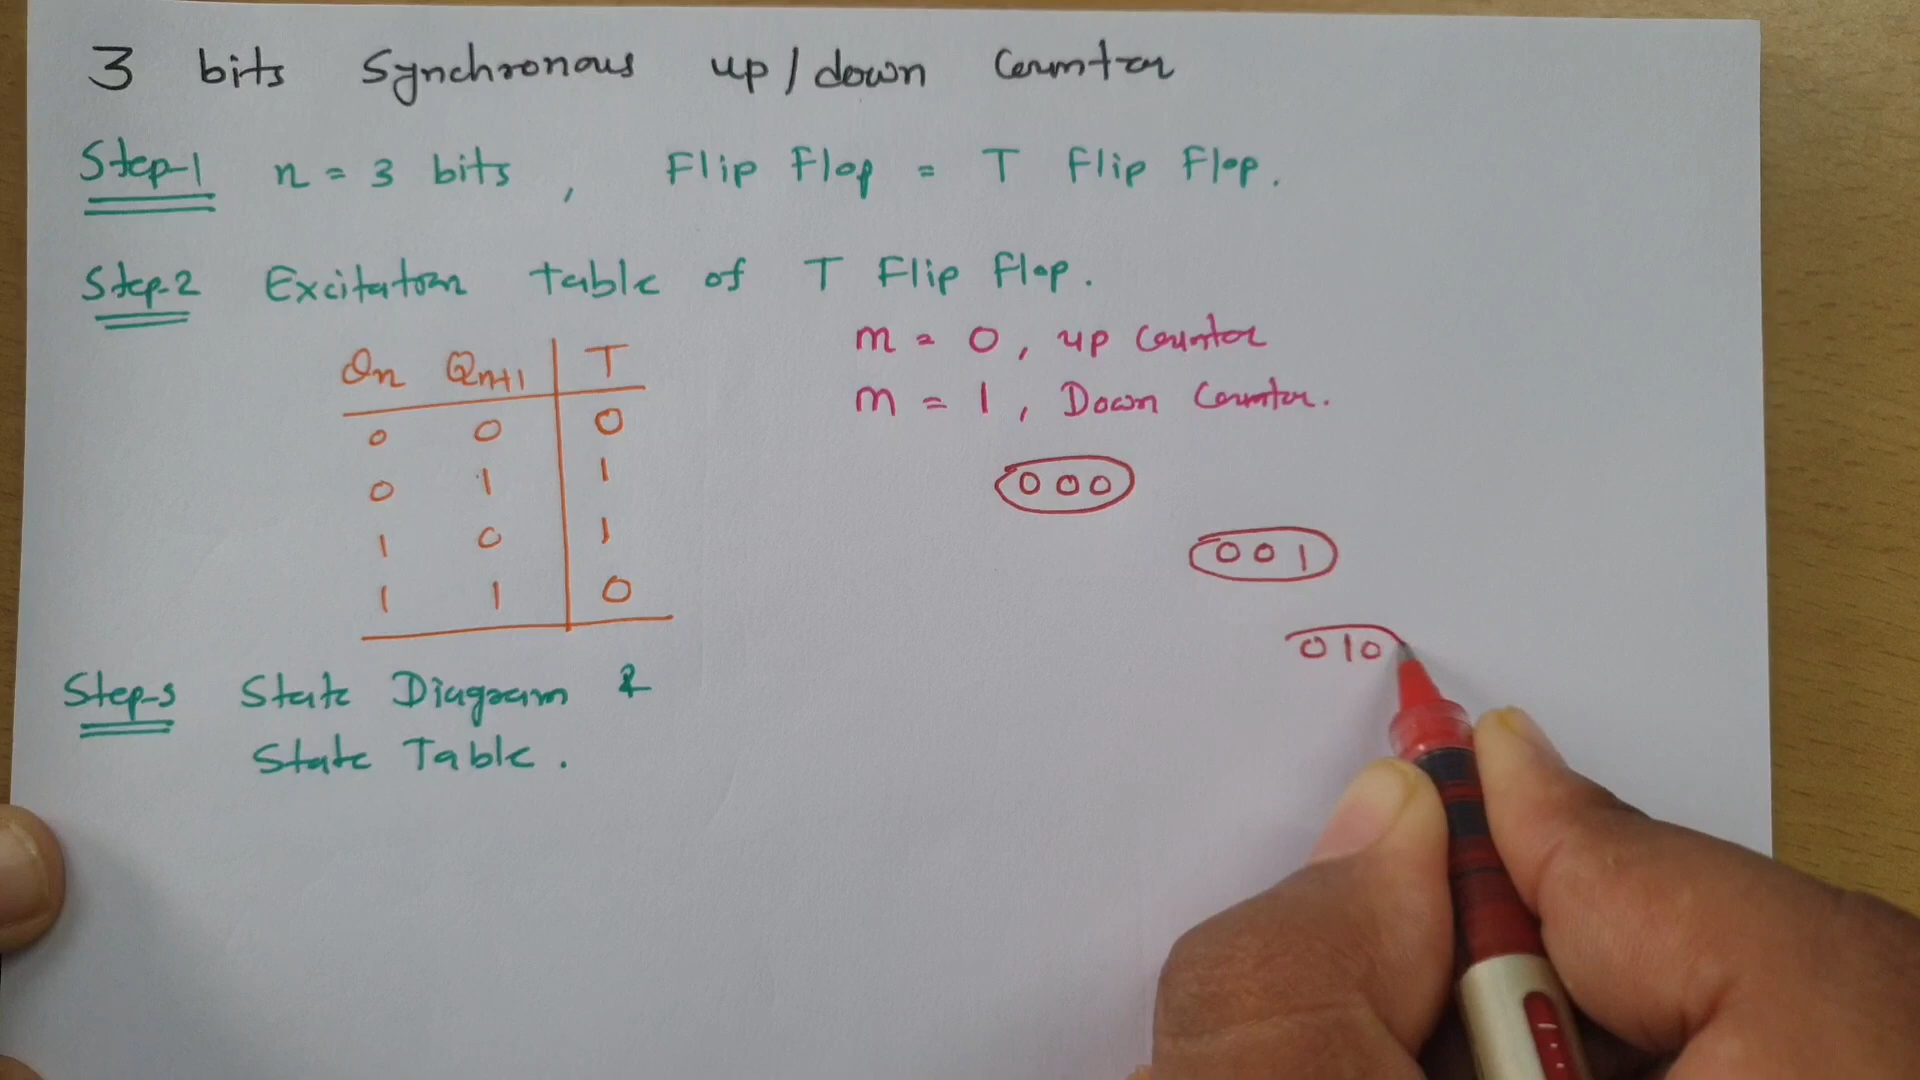 3 bits Synchronous up/down Counter
Step-1 n = 3 bits , Flip Flop = T Flip Flop.
Step-2 Excitation table of T Flip Flop.
m = 0, up Counter
m = 1, Down Counter.
Qn Qn+1 T
0 0 0
0 1 1
1 0 1
1 1 0
000
001
010
Step-3 State Diagram &
State Table.